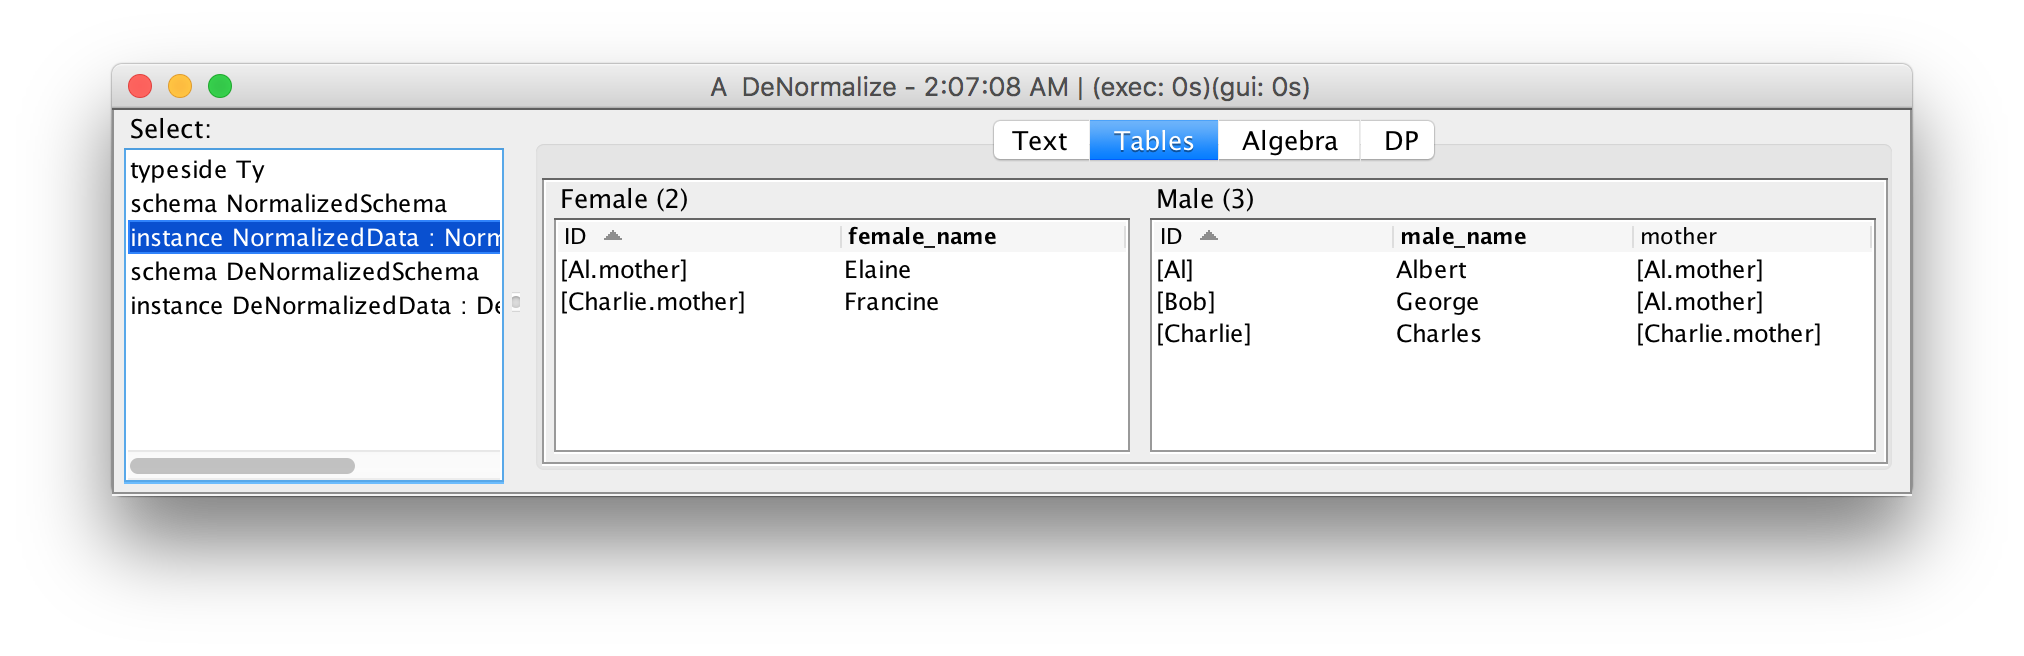 A DeNormalize - 2:07:08 AM | (exec: 0s)(gui: 0s)
Select:
typeside Ty
schema NormalizedSchema
instance NormalizedData : Norm
schema DeNormalizedSchema
instance DeNormalizedData : De
Text Tables Algebra DP
Female (2)
ID female_name
[Al.mother] Elaine
[Charlie.mother] Francine
Male (3)
ID male_name mother
[Al] Albert [Al.mother]
[Bob] George [Al.mother]
[Charlie] Charles [Charlie.mother]